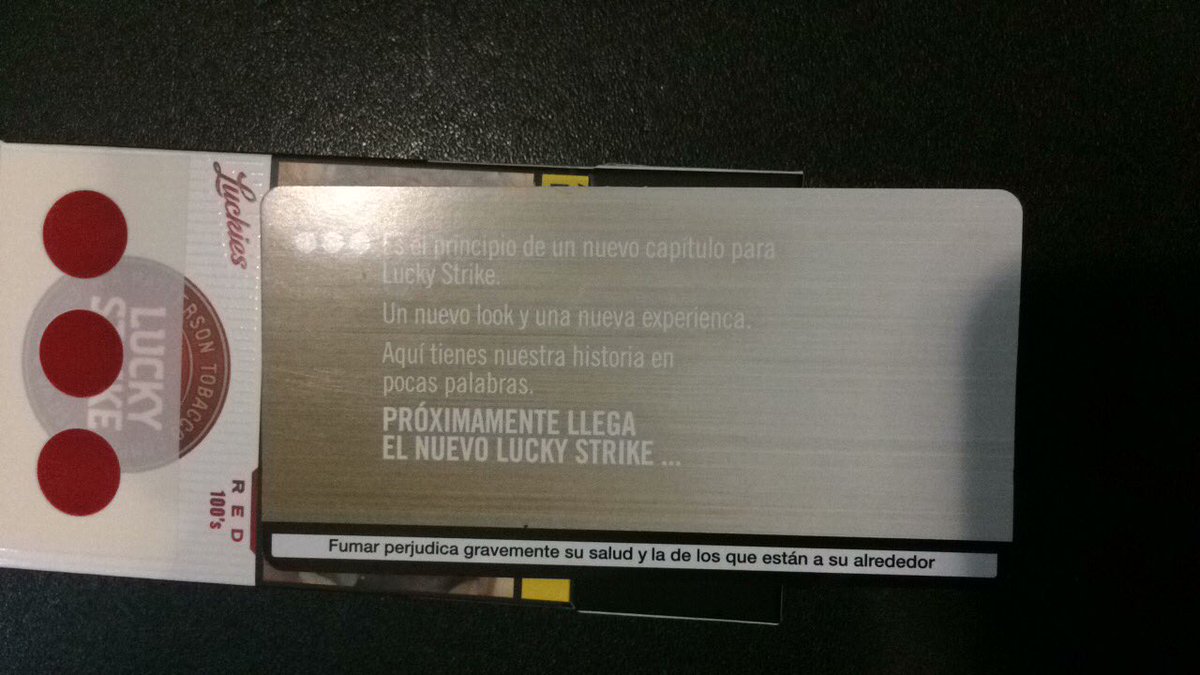 Es el principio de un nuevo capítulo para
Lucky Strike.
Un nuevo look y una nueva experienca.
Aquí tienes nuestra historia en
pocas palabras.
PRÓXIMAMENTE LLEGA
EL NUEVO LUCKY STRIKE ...
Fumar perjudica gravemente su salud y la de los que están a su alrededor
Luckies
LUCKY
STRIKE
TOBACC
RED
100's